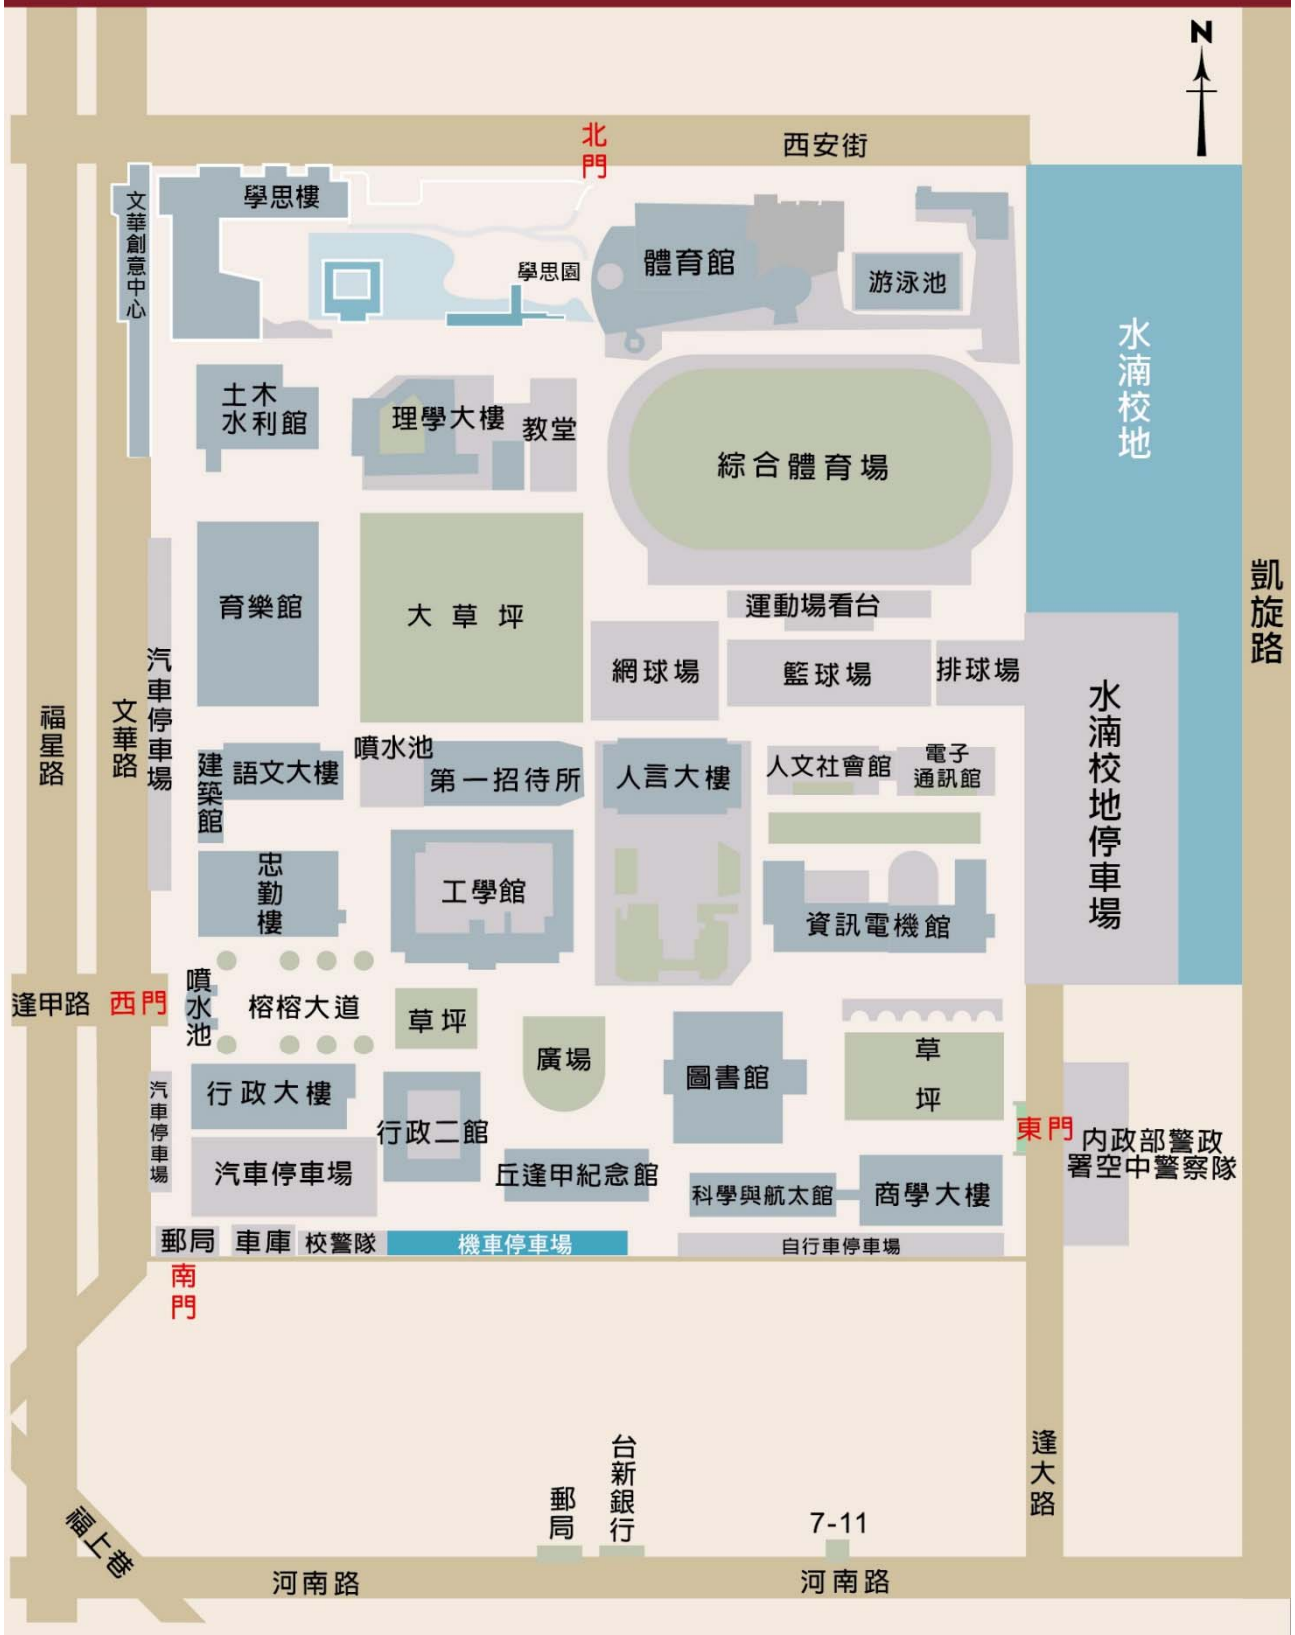 N
北門
西安街
學思樓
文華創意中心
體育館
學思園
游泳池
水湳校地
土木
水利館
理學大樓
教堂
綜合體育場
凱旋路
育樂館
大草坪
運動場看台
汽車停車場
網球場
籃球場
排球場
福星路
文華路
水湳校地停車場
建築館
語文大樓
噴水池
第一招待所
人言大樓
人文社會館
電子
通訊館
忠勤樓
工學館
資訊電機館
逢甲路
西門
噴水池
榕榕大道
草坪
廣場
圖書館
草坪
行政大樓
汽車停車場
行政二館
東門
內政部警政
署空中警察隊
汽車停車場
丘逢甲紀念館
科學與航太館
商學大樓
郵局
車庫
校警隊
機車停車場
自行車停車場
南門
逢大路
台新銀行
郵局
7-11
福上巷
河南路
河南路